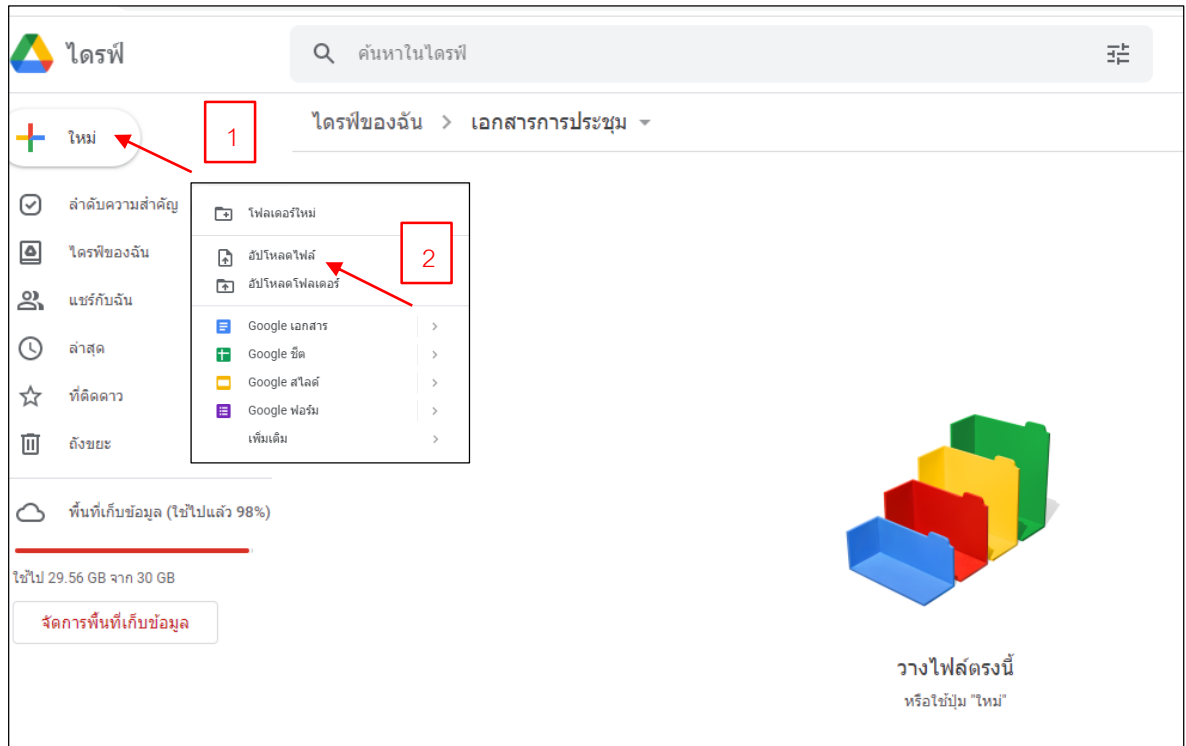 ไดรฟ์
ค้นหาในไดรฟ์
ใหม่
1
ไดรฟ์ของฉัน > เอกสารการประชุม
ลำดับความสำคัญ
ไดรฟ์ของฉัน
แชร์กับฉัน
ล่าสุด
ที่ติดดาว
ถังขยะ
โฟลเดอร์ใหม่
อัปโหลดไฟล์
2
อัปโหลดโฟลเดอร์
Google เอกสาร
Google ชีต
Google สไลด์
Google ฟอร์ม
เพิ่มเติม
พื้นที่เก็บข้อมูล (ใช้ไปแล้ว 98%)
ใช้ไป 29.56 GB จาก 30 GB
จัดการพื้นที่เก็บข้อมูล
วางไฟล์ตรงนี้
หรือใช้ปุ่ม "ใหม่"